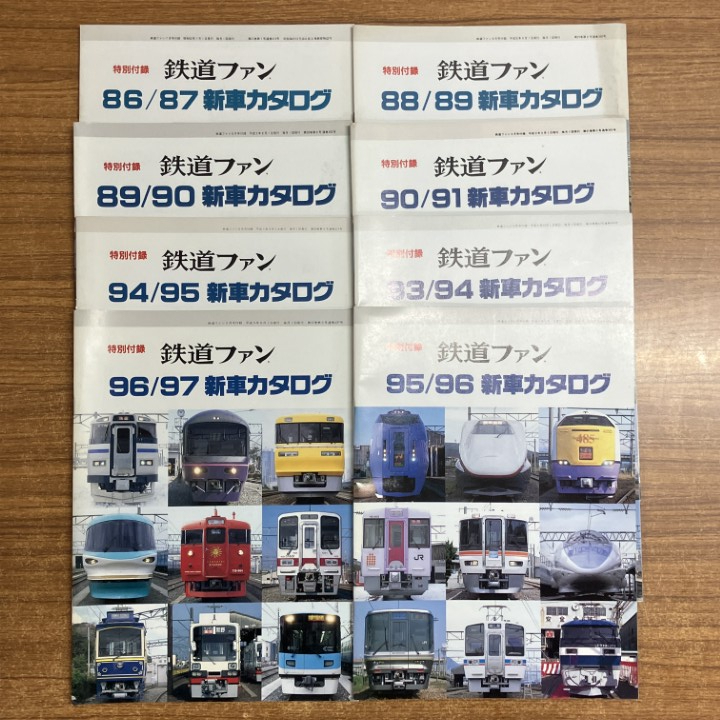 特別付録
鉄道ファン
86/87 新車カタログ
特別付録
鉄道ファン
88/89 新車カタログ
特別付録
鉄道ファン
89/90 新車カタログ
特別付録
鉄道ファン
90/91 新車カタログ
特別付録
鉄道ファン
94/95 新車カタログ
特別付録
鉄道ファン
93/94 新車カタログ
特別付録
鉄道ファン
96/97 新車カタログ
特別付録
鉄道ファン
95/96 新車カタログ
485
JR